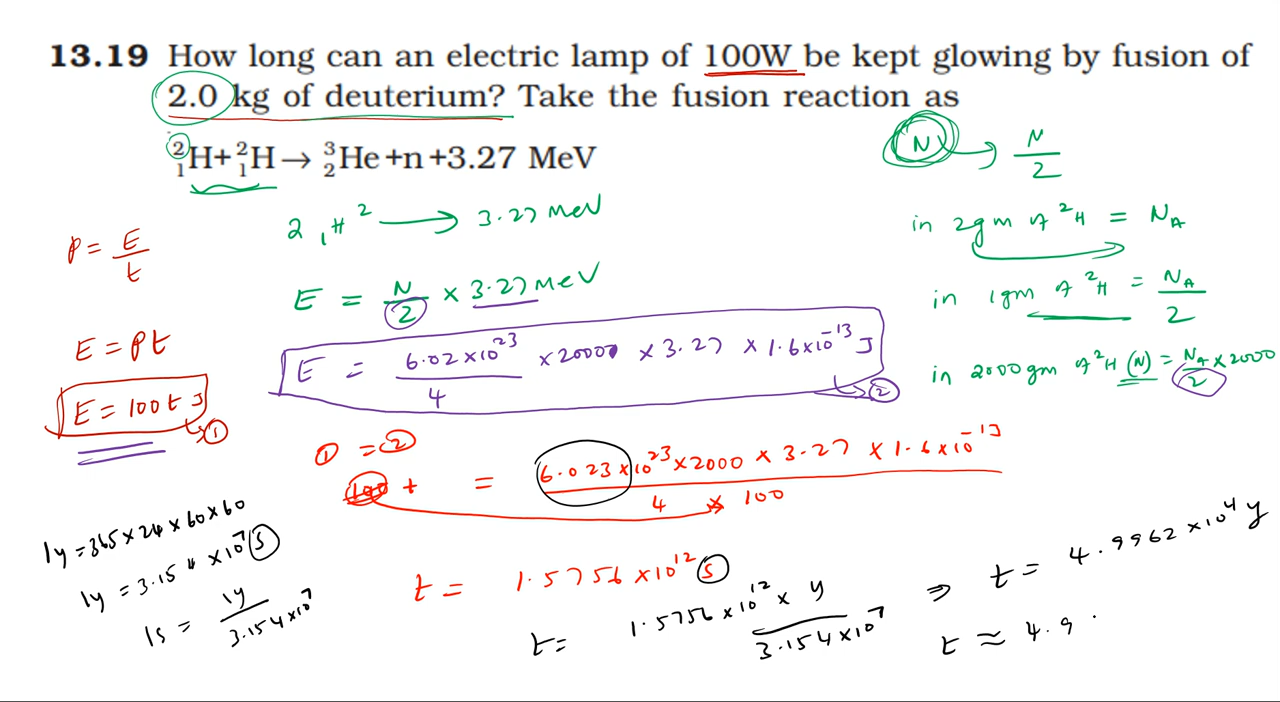 13.19 How long can an electric lamp of 100W be kept glowing by fusion of
2.0 kg of deuterium? Take the fusion reaction as
²₁H+²₁H→³₂He+n+3.27 MeV
N → N/2
2 ₁H² → 3.27 MeV
in 2gm of ²H = N_A
P = E/t
E = N/2 × 3.27 MeV
in 1gm of ²H = N_A/2
E = Pt
E = 6.02×10²³/4 × 20000 × 3.27 × 1.6×10⁻¹³ J
②
in 2000gm of ²H (N) = N_A/2 × 2000
E = 100t J
①
① = ②
100 t = 6.023×10²³×2000 × 3.27 × 1.6×10⁻¹³/4 × 100
1y = 365×24×60×60
1y = 3.154 ×10⁷ S
1s = 1y/3.154×10⁷
t = 1.5756×10¹² S
t = 1.5756×10¹² × y/3.154×10⁷
⇒ t = 4.9962×10⁴ y
t ≈ 4.9